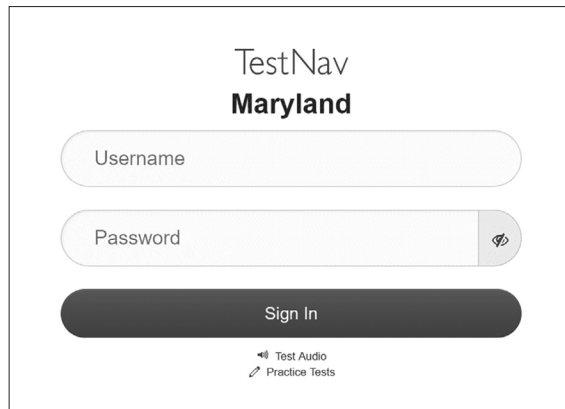 TestNav
Maryland
Username
Password
Sign In
Test Audio
Practice Tests